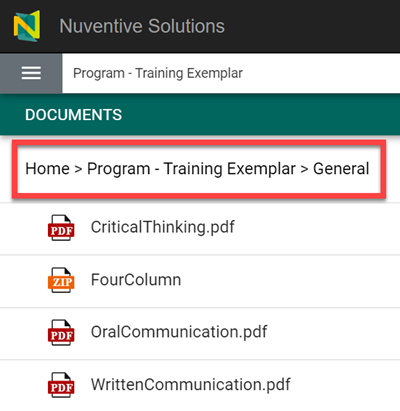 Nuventive Solutions
Program - Training Exemplar
DOCUMENTS
Home > Program - Training Exemplar > General
PDF CriticalThinking.pdf
ZIP FourColumn
PDF OralCommunication.pdf
PDF WrittenCommunication.pdf